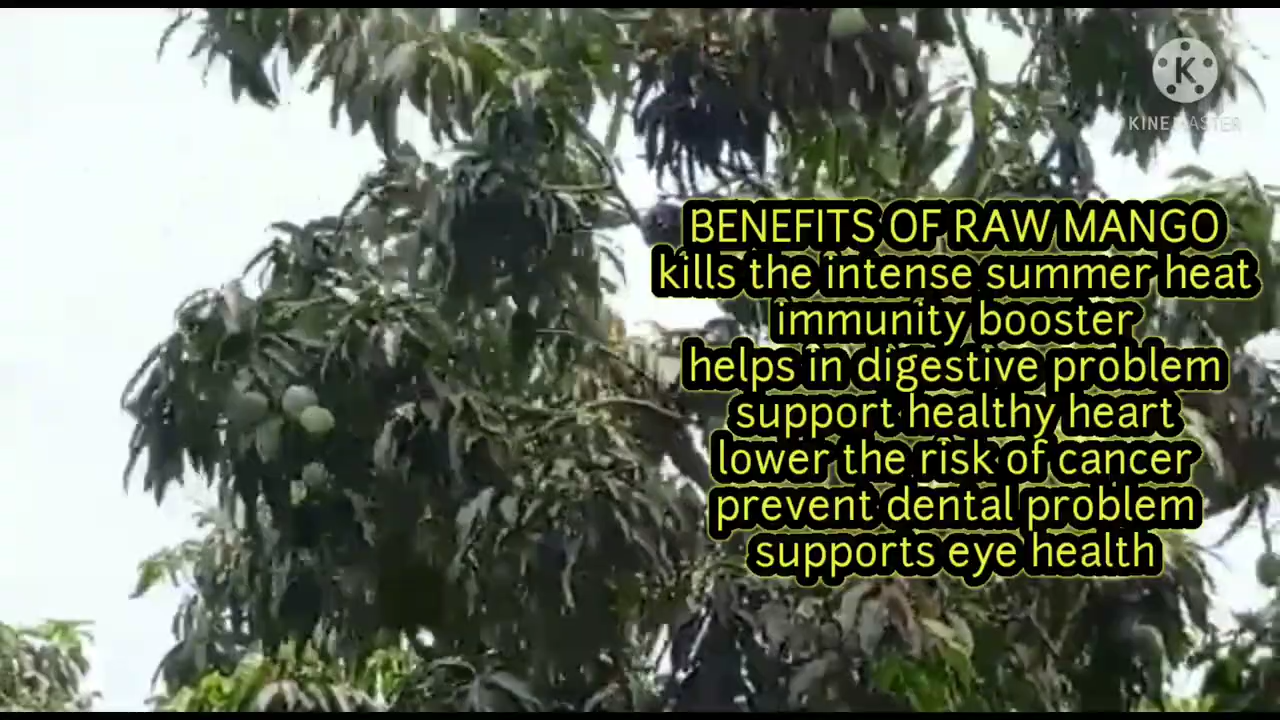 K
KINEMASTER
BENEFITS OF RAW MANGO
kills the intense summer heat
immunity booster
helps in digestive problem
support healthy heart
lower the risk of cancer
prevent dental problem
supports eye health